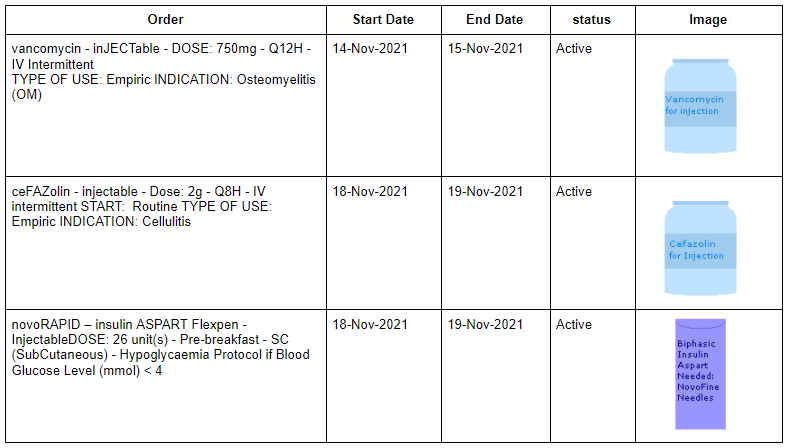 Order Start Date End Date status Image
vancomycin - inJECTable - DOSE: 750mg - Q12H -
IV Intermittent
TYPE OF USE: Empiric INDICATION: Osteomyelitis
(OM)
14-Nov-2021
15-Nov-2021
Active
Vancomycin
for injection
ceFAZolin - injectable - Dose: 2g - Q8H - IV
intermittent START:  Routine TYPE OF USE:
Empiric INDICATION: Cellulitis
18-Nov-2021
19-Nov-2021
Active
Cefazolin
for Injection
novoRAPID – insulin ASPART Flexpen -
InjectableDOSE: 26 unit(s) - Pre-breakfast - SC
(SubCutaneous) - Hypoglycaemia Protocol if Blood
Glucose Level (mmol) < 4
18-Nov-2021
19-Nov-2021
Active
Biphasic
Insulin
Aspart
Needed:
NovoFine
Needles